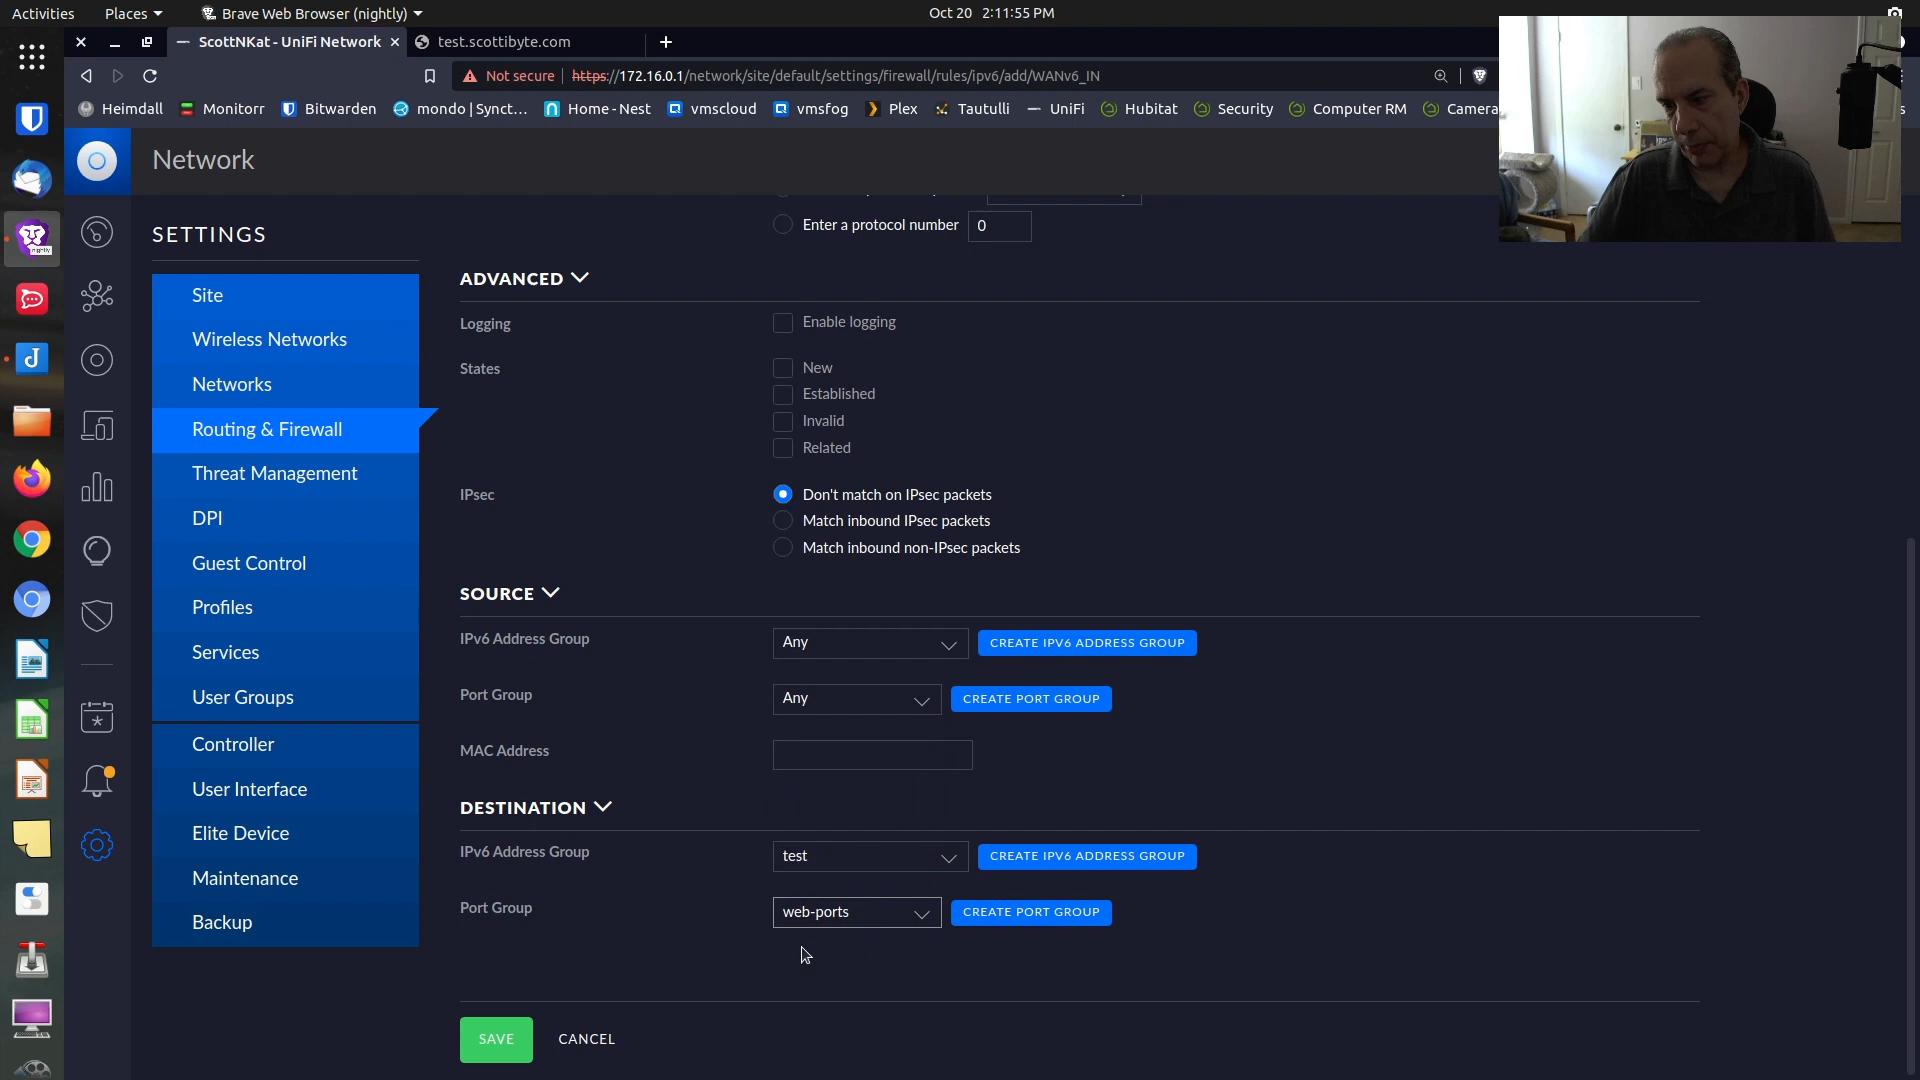 Activities
Places
Brave Web Browser (nightly)
Oct 20 2:11:55 PM
ScottNKat - UniFi Network
test.scottibyte.com
Not secure
https://172.16.0.1/network/site/default/settings/firewall/rules/ipv6/add/WANv6_IN
Heimdall
Monitorr
Bitwarden
mondo | Synct...
Home - Nest
vmscloud
vmsfog
Plex
Tautulli
UniFi
Hubitat
Security
Computer RM
Camera
Network
SETTINGS
Site
Wireless Networks
Networks
Routing & Firewall
Threat Management
DPI
Guest Control
Profiles
Services
User Groups
Controller
User Interface
Elite Device
Maintenance
Backup
Enter a protocol number 0
ADVANCED
Logging
Enable logging
States
New
Established
Invalid
Related
IPsec
Don't match on IPsec packets
Match inbound IPsec packets
Match inbound non-IPsec packets
SOURCE
IPv6 Address Group
Any
CREATE IPV6 ADDRESS GROUP
Port Group
Any
CREATE PORT GROUP
MAC Address
DESTINATION
IPv6 Address Group
test
CREATE IPV6 ADDRESS GROUP
Port Group
web-ports
CREATE PORT GROUP
SAVE
CANCEL
nightly